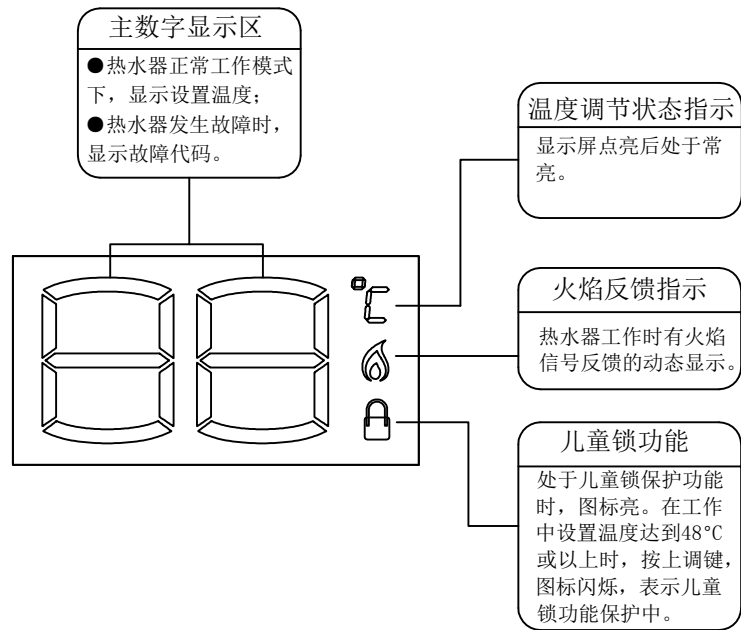 主数字显示区
●热水器正常工作模式
下，显示设置温度；
●热水器发生故障时，
显示故障代码。
温度调节状态指示
显示屏点亮后处于常
亮。
℃
火焰反馈指示
热水器工作时有火焰
信号反馈的动态显示。
儿童锁功能
处于儿童锁保护功能
时，图标亮。在工作
中设置温度达到48°C
或以上时，按上调键，
图标闪烁，表示儿童
锁功能保护中。
88